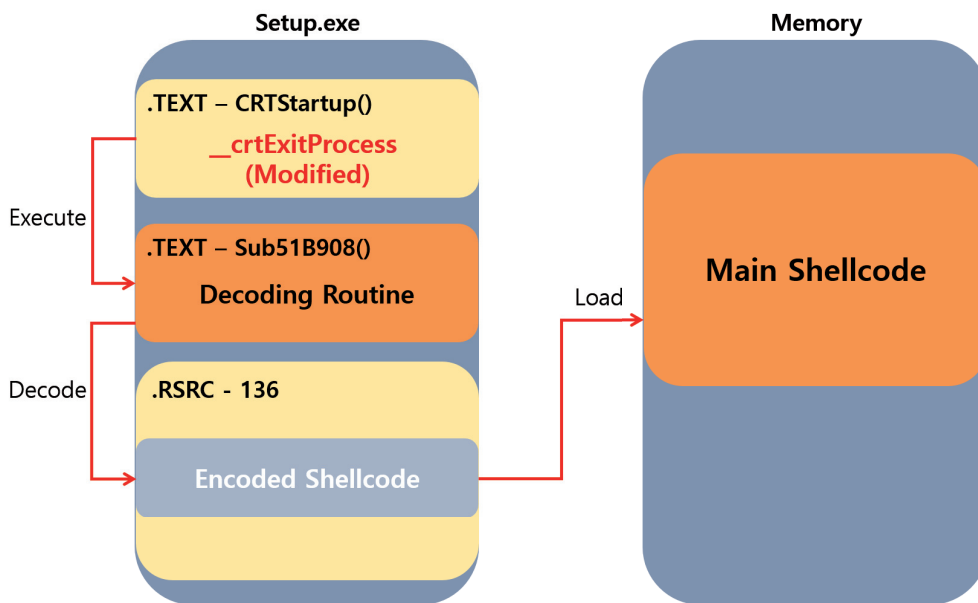 Setup.exe
Memory
.TEXT – CRTStartup()
__crtExitProcess
(Modified)
Execute
.TEXT – Sub51B908()
Decoding Routine
Main Shellcode
Load
Decode
.RSRC - 136
Encoded Shellcode